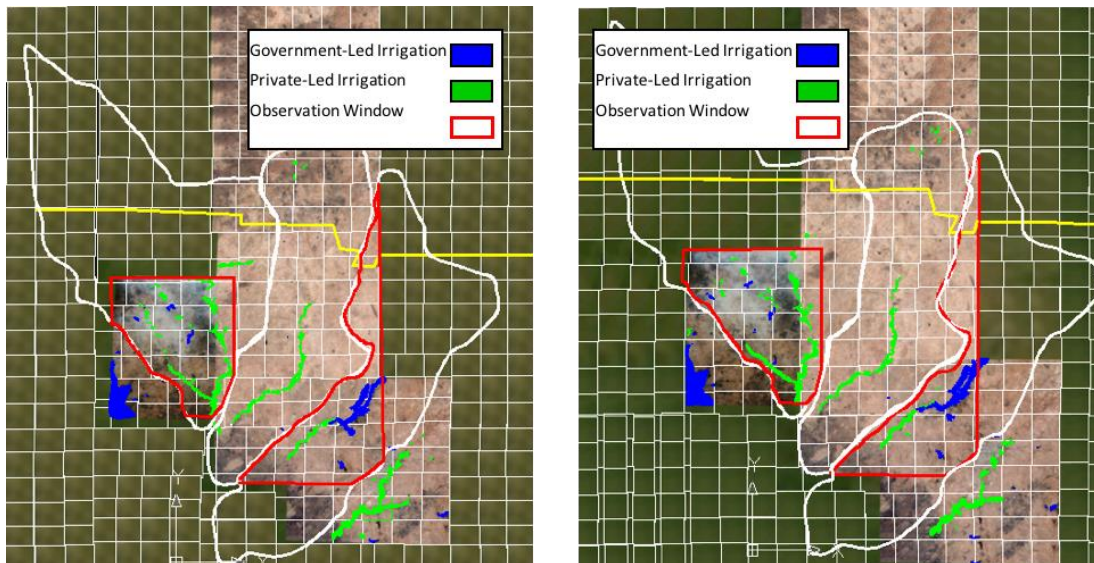 Government-Led Irrigation
Private-Led Irrigation
Observation Window
Government-Led Irrigation
Private-Led Irrigation
Observation Window
Y
Y
X